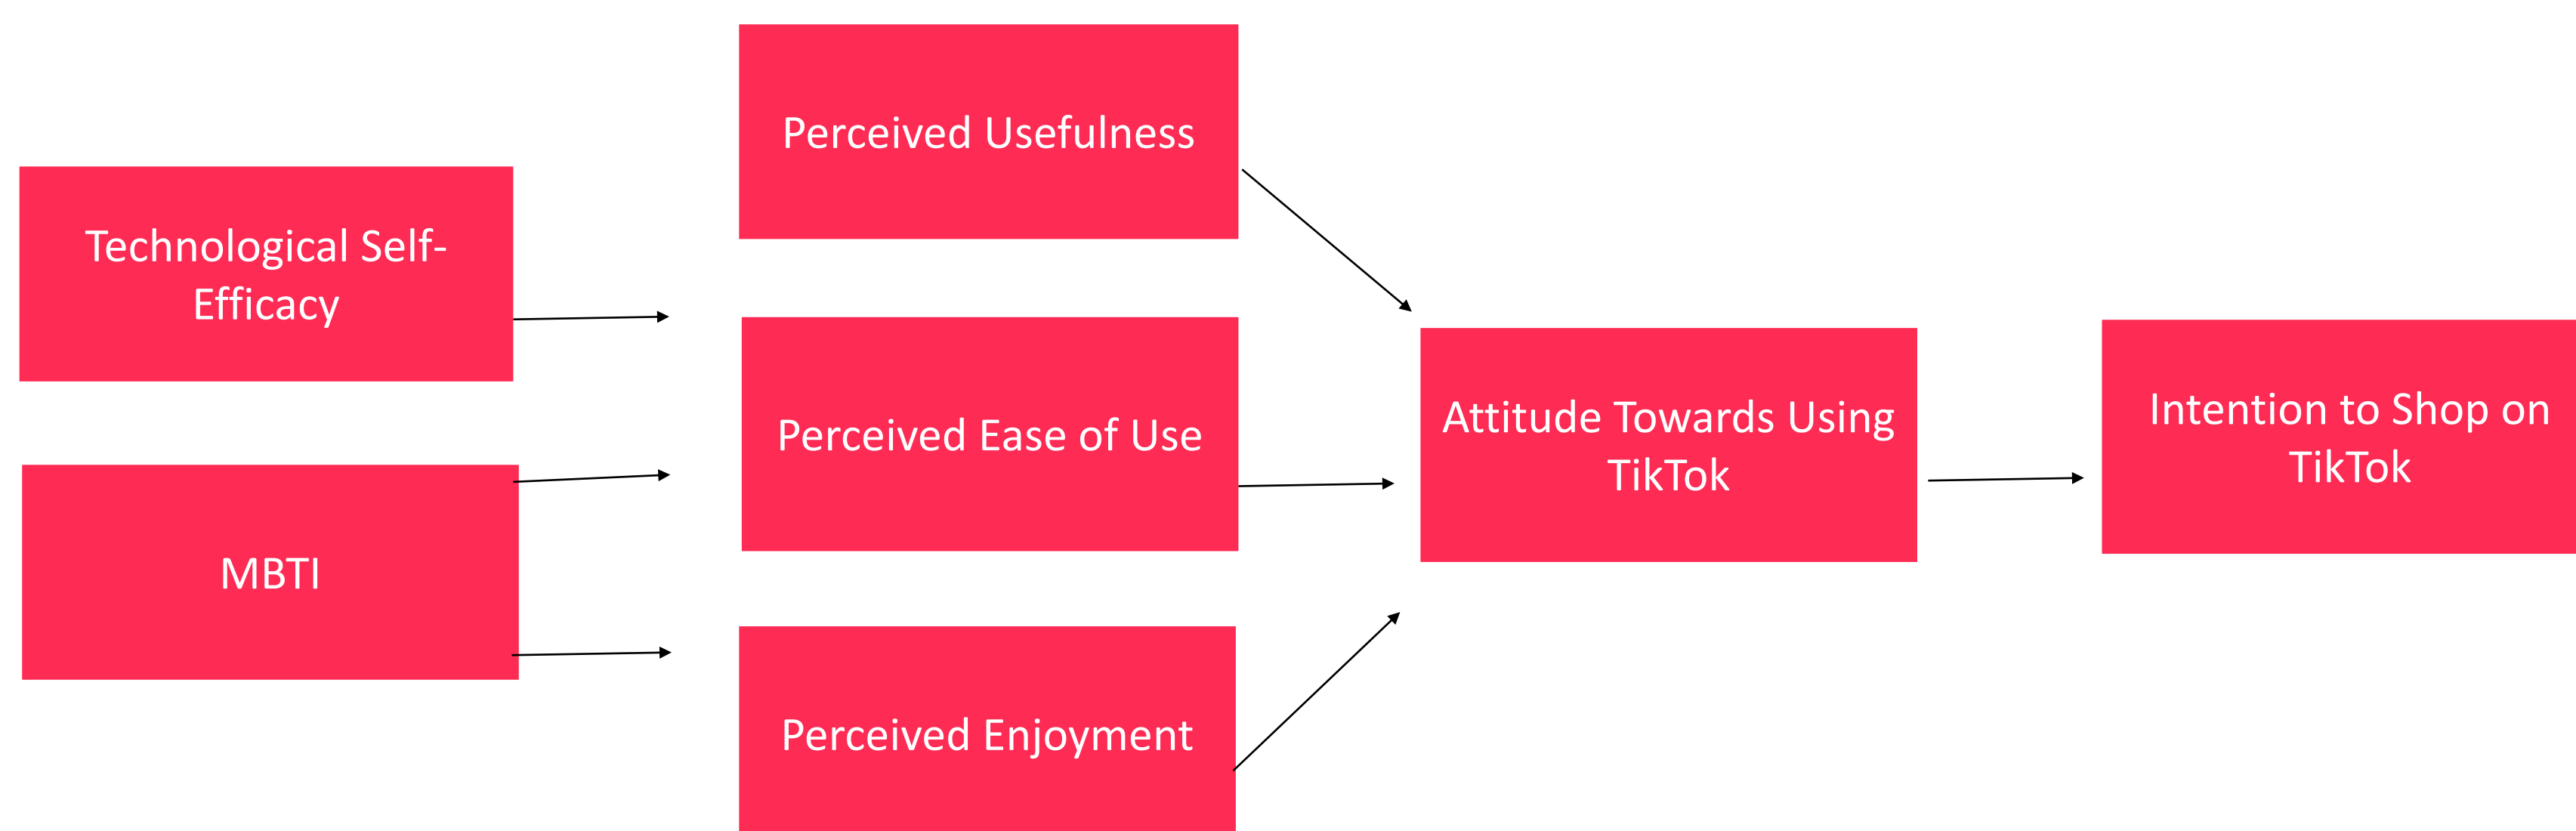 Technological Self-
Efficacy
MBTI
Perceived Usefulness
Perceived Ease of Use
Perceived Enjoyment
Attitude Towards Using
TikTok
Intention to Shop on
TikTok